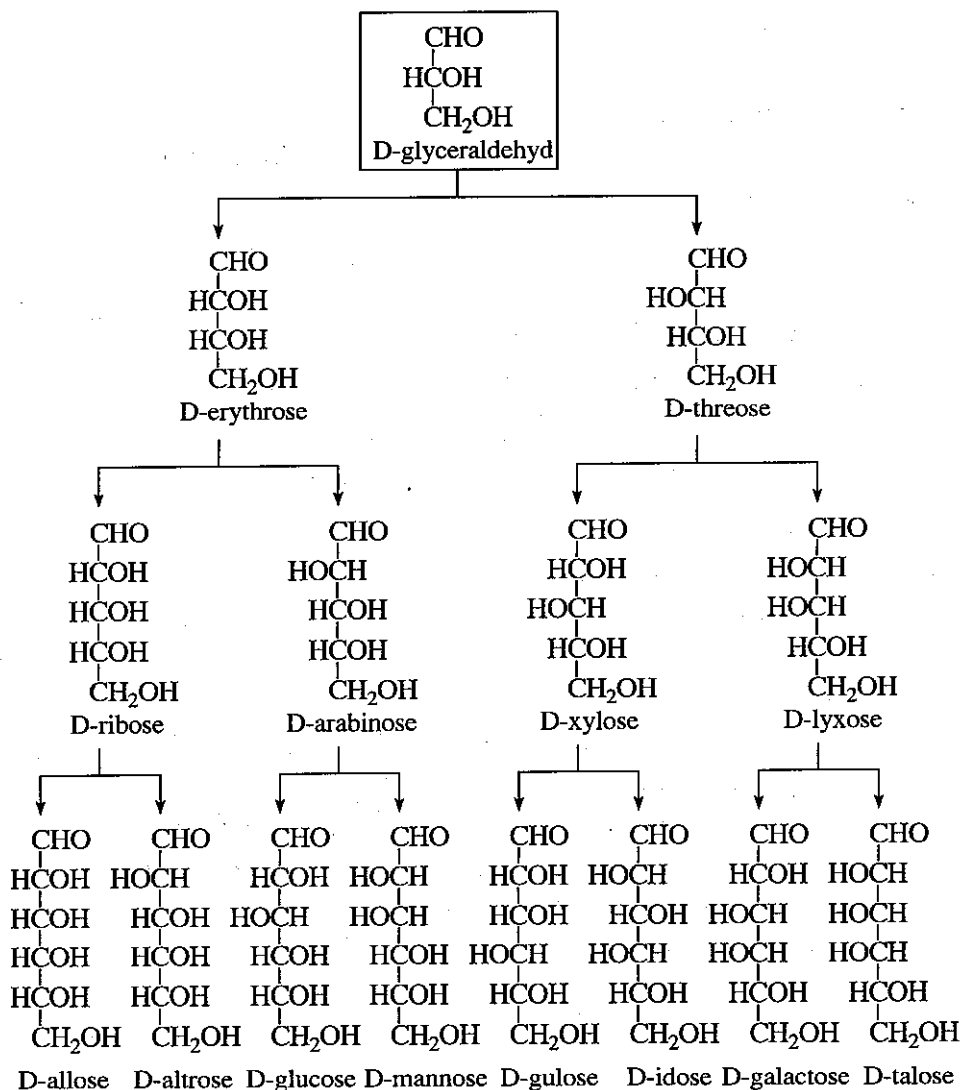 CHO
HCOH
CH₂OH
D-glyceraldehyd
CHO
HCOH
HCOH
CH₂OH
D-erythrose
CHO
HOCH
HCOH
CH₂OH
D-threose
CHO
HCOH
HCOH
HCOH
CH₂OH
D-ribose
CHO
HOCH
HCOH
HCOH
CH₂OH
D-arabinose
CHO
HCOH
HOCH
HCOH
CH₂OH
D-xylose
CHO
HOCH
HOCH
HCOH
CH₂OH
D-lyxose
CHO
HCOH
HCOH
HCOH
HCOH
CH₂OH
D-allose
CHO
HOCH
HCOH
HCOH
HCOH
CH₂OH
D-altrose
CHO
HCOH
HOCH
HCOH
HCOH
CH₂OH
D-glucose
CHO
HOCH
HOCH
HCOH
HCOH
CH₂OH
D-mannose
CHO
HCOH
HCOH
HOCH
HCOH
CH₂OH
D-gulose
CHO
HOCH
HCOH
HOCH
HCOH
CH₂OH
D-idose
CHO
HCOH
HOCH
HOCH
HCOH
CH₂OH
D-galactose
CHO
HOCH
HOCH
HOCH
HCOH
CH₂OH
D-talose